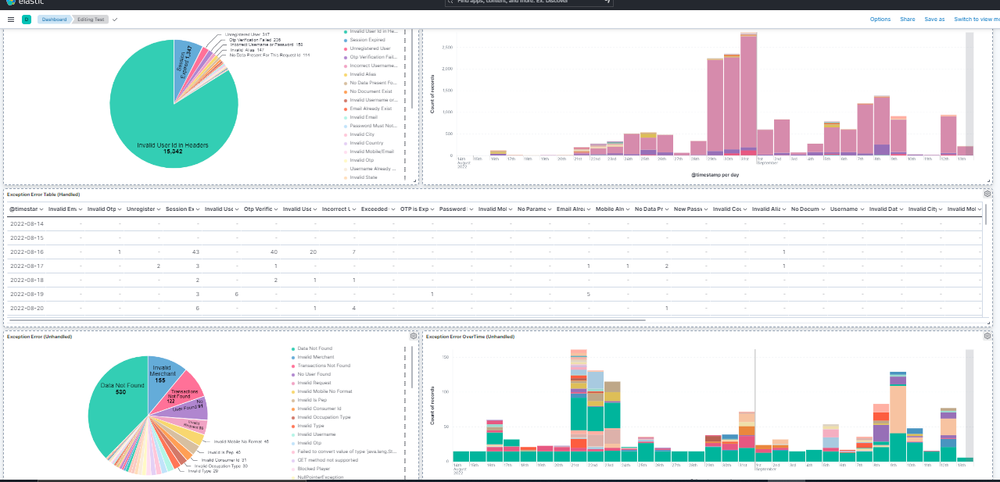 elastic
Find apps, content, and more. Ex: Discover
D
Dashboard
Editing Test
Options
Share
Save as
Switch to view mo
Unregistered User 317
Otp Verification Failed 235
Incorrect Username or Password 158
Invalid Alias 147
No Data Present For This Request Id 114
Session Expired 1,347
Invalid User Id in Headers
15,342
Invalid User Id in He...
Session Expired
Unregistered User
Otp Verification Fail...
Incorrect Username...
Invalid Alias
No Data Present Fo...
No Document Exist
Invalid Username or...
Email Already Exist
Invalid Email
Password Must Not...
Invalid City
Invalid Country
Invalid Mobile/Email
Invalid Otp
Username Already ...
Invalid State
Count of records
2,500
2,000
1,500
1,000
500
0
14th 15th 16th 17th 18th 19th 20th 21st 22nd 23rd 24th 25th 26th 27th 28th 29th 30th 31st 1st 2nd 3rd 4th 5th 6th 7th 8th 9th 10th 11th 12th 13th
August
2022
September
@timestamp per day
Exception Error Table (Handled)
@timestar Invalid Em Invalid Otp Unregister Session Ex Invalid Use Otp Verific Invalid Use Incorrect U Exceeded OTP is Exp Password Invalid Mol No Parame Email Alrea Mobile Aln No Data Pr New Passv Invalid Cou Invalid Alia No Docum Username Invalid Dat Invalid City Invalid Mol
2022-08-14 - - - - - - - - - - - - - - - - - - - - - - - -
2022-08-15 - - - - - - - - - - - - - - - - - - - - - - - -
2022-08-16 - 1 - 43 - 40 20 7 - - - - - - - - - - 1 - - - - -
2022-08-17 - - 2 3 - 1 - - - - - - - 1 1 2 - - 1 - - - - -
2022-08-18 - - - 2 - 2 1 1 - - - - - - - - - - - - - - - -
2022-08-19 - - - 3 6 - - - - 1 - - - 5 - - - - - - - - - -
2022-08-20 - - - 6 - - 1 4 - - - - - - - 1 - - - - - - - -
Exception Error (Unhandled)
Data Not Found
530
Invalid Merchant
155
Transactions Not Found
122
No User Found 91
Invalid Mobile No Format 46
Invalid is Pep 40
Invalid Consumer Id 31
Invalid Occupation Type 30
Invalid Type 29
Data Not Found
Invalid Merchant
Transactions Not Found
No User Found
Invalid Request
Invalid Mobile No Format
Invalid is Pep
Invalid Consumer Id
Invalid Occupation Type
Invalid Type
Invalid Username
Invalid Otp
Failed to convert value of type 'java.lang.St...
GET method not supported
Blocked Player
NullPointerException
Exception Error OverTime (Unhandled)
Count of records
150
100
50
0
14th 15th 16th 17th 18th 19th 20th 21st 22nd 23rd 24th 25th 26th 27th 28th 29th 30th 31st 1st 2nd 3rd 4th 5th 6th 7th 8th 9th 10th 11th 12th 13th
August
2022
September